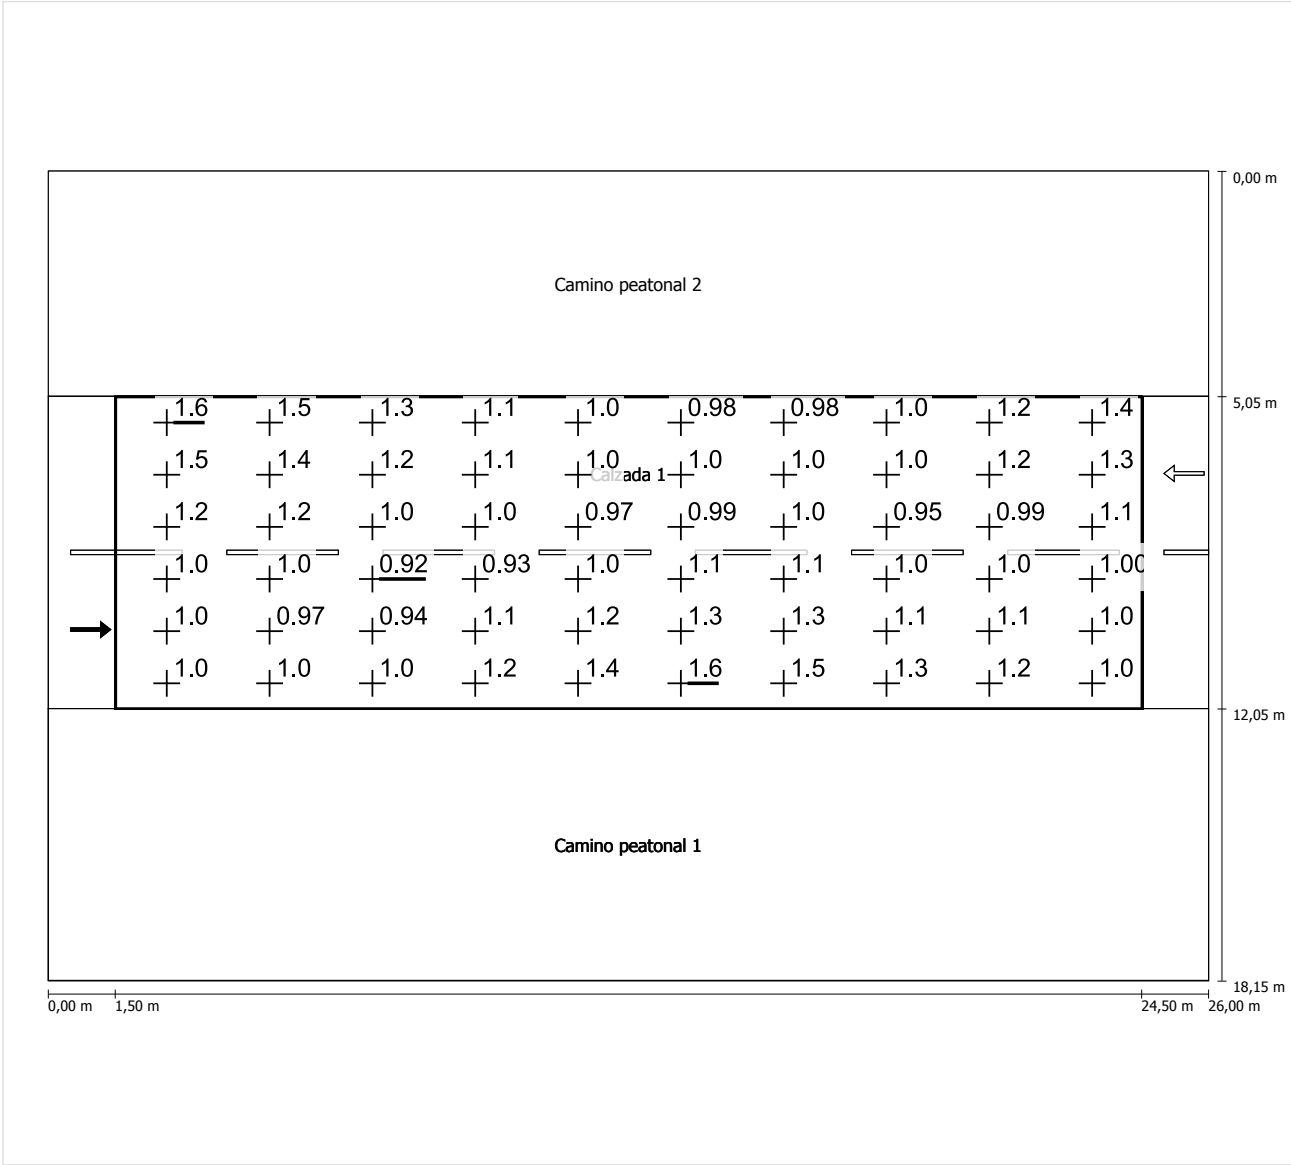 0,00 m
Camino peatonal 2
5,05 m
1.6 1.5 1.3 1.1 1.0 0.98 0.98 1.0 1.2 1.4
1.5 1.4 1.2 1.1 1.0 1.0 1.0 1.0 1.2 1.3
Calzada 1
1.2 1.2 1.0 1.0 0.97 0.99 1.0 0.95 0.99 1.1
1.0 1.0 0.92 0.93 1.0 1.1 1.1 1.0 1.0 1.00
1.0 0.97 0.94 1.1 1.2 1.3 1.3 1.1 1.1 1.0
1.0 1.0 1.0 1.2 1.4 1.6 1.5 1.3 1.2 1.0
12,05 m
Camino peatonal 1
18,15 m
0,00 m 1,50 m 24,50 m 26,00 m